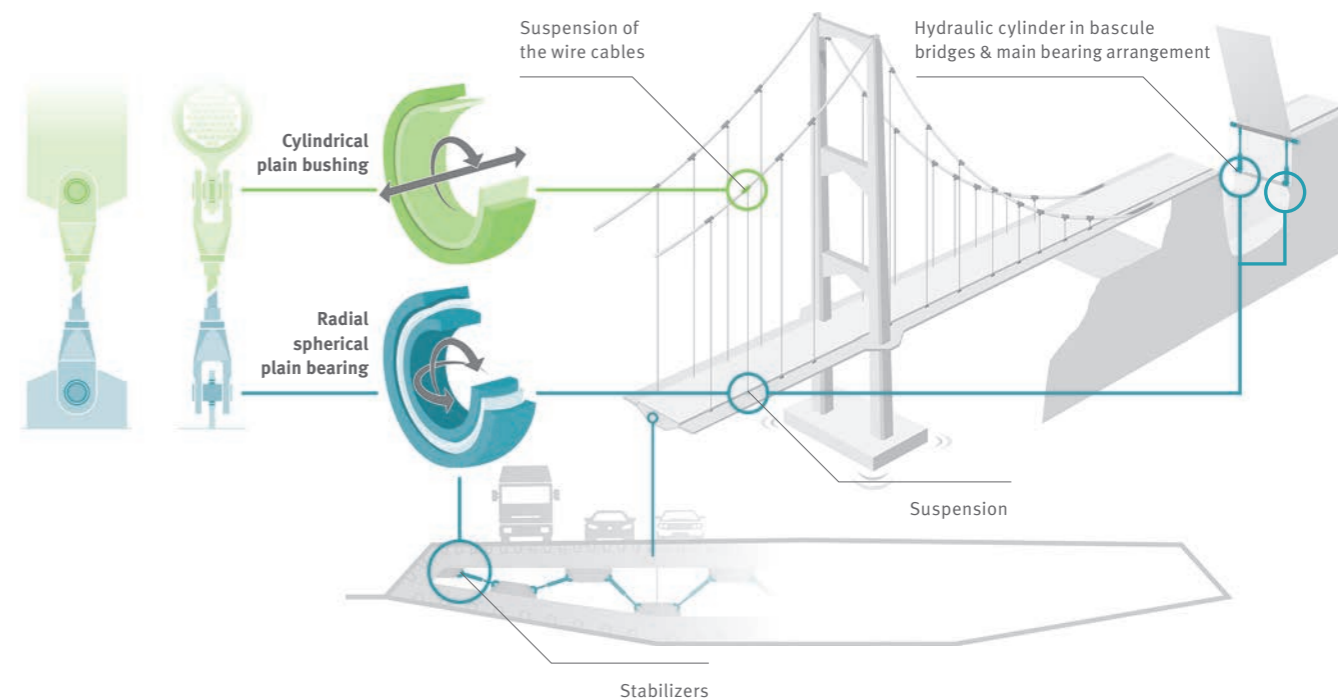 Suspension of
the wire cables
Hydraulic cylinder in bascule
bridges & main bearing arrangement
Cylindrical
plain bushing
Radial
spherical
plain bearing
Suspension
Stabilizers